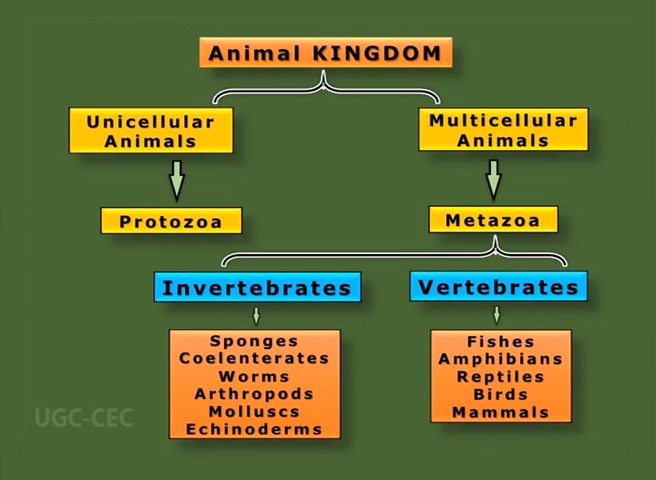 Animal KINGDOM
Unicellular
Animals
Multicellular
Animals
Protozoa
Metazoa
Invertebrates
Vertebrates
Sponges
Coelenterates
Worms
Arthropods
Molluscs
Echinoderms
Fishes
Amphibians
Reptiles
Birds
Mammals
UGC-CEC